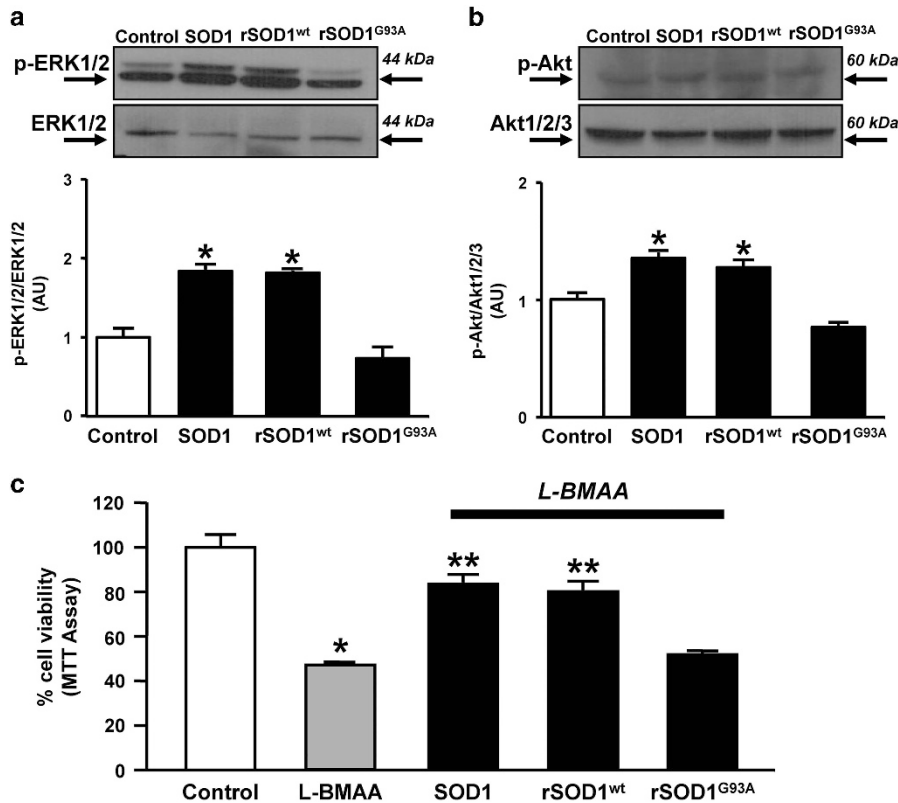 a
Control SOD1 rSOD1wt rSOD1G93A
p-ERK1/2 44 kDa
ERK1/2 44 kDa
3
2
1
0
p-ERK1/2/ERK1/2
(AU)
* *
Control SOD1 rSOD1wt rSOD1G93A
b
Control SOD1 rSOD1wt rSOD1G93A
p-Akt 60 kDa
Akt1/2/3 60 kDa
2
1
0
p-Akt/Akt1/2/3
(AU)
* *
Control SOD1 rSOD1wt rSOD1G93A
c
L-BMAA
120
100
80
60
40
20
0
% cell viability
(MTT Assay)
* ** **
Control L-BMAA SOD1 rSOD1wt rSOD1G93A